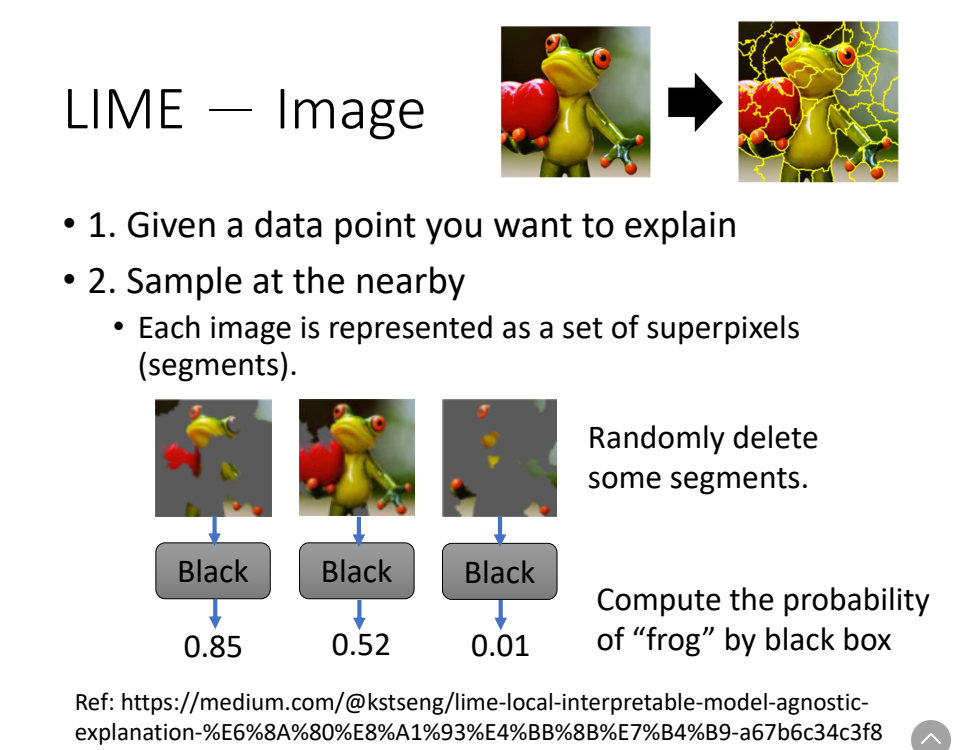 LIME — Image
• 1. Given a data point you want to explain
• 2. Sample at the nearby
• Each image is represented as a set of superpixels
(segments).
Randomly delete
some segments.
Black
Black
Black
Compute the probability
of “frog” by black box
0.85
0.52
0.01
Ref: https://medium.com/@kstseng/lime-local-interpretable-model-agnostic-
explanation-%E6%8A%80%E8%A1%93%E4%BB%8B%E7%B4%B9-a67b6c34c3f8